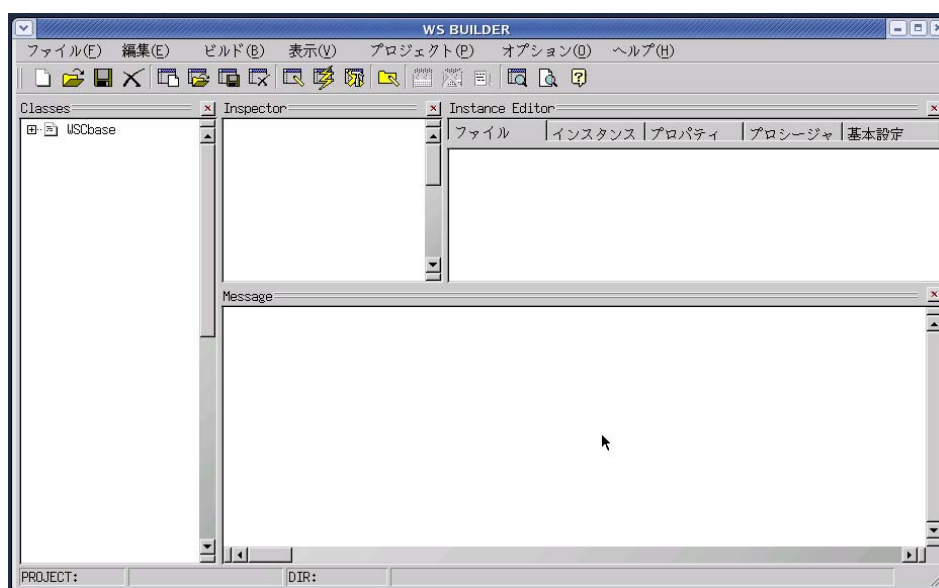 WS BUILDER
ファイル(F) 編集(E) ビルド(B) 表示(V) プロジェクト(P) オプション(O) ヘルプ(H)
Classes Inspector Instance Editor
WSCbase
ファイル インスタンス プロパティ プロシージャ 基本設定
Message
PROJECT: DIR: